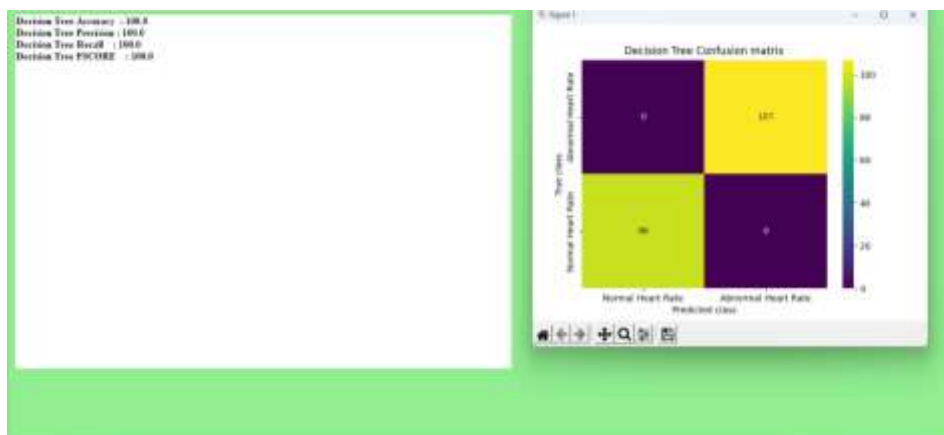 Decision Tree Accuracy : 100.0
Decision Tree Precision : 100.0
Decision Tree Recall : 100.0
Decision Tree FSCORE : 100.0
Figure 1
Decision Tree Confusion matrix
Abnormal Heart Rate
Normal Heart Rate
True class
0
107
0
100
80
60
40
20
0
Normal Heart Rate
Abnormal Heart Rate
Predicted class